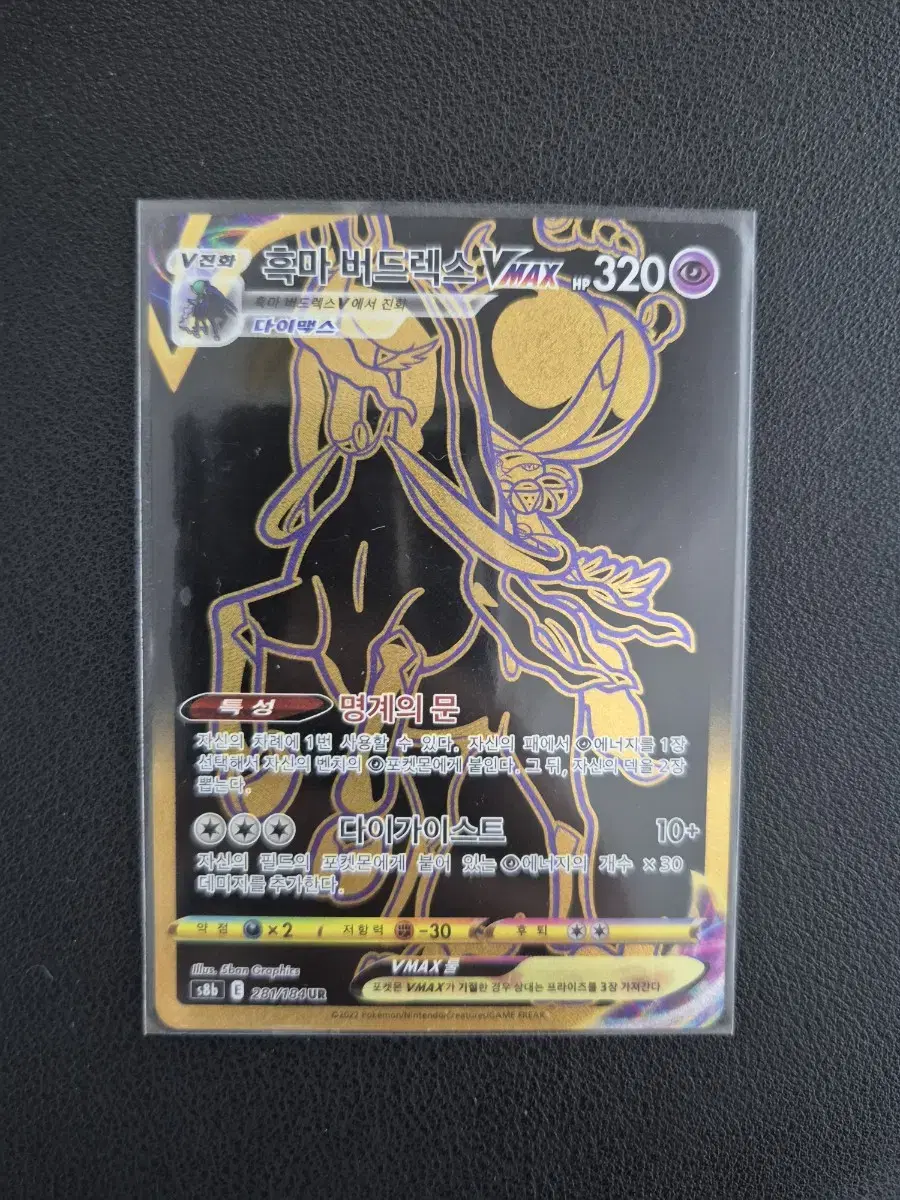 V진화 흑마 버드렉스 VMAX HP 320
흑마 버드렉스V에서 진화
다이맥스
특성 명계의 문
자신의 차례에 1번 사용할 수 있다. 자신의 패에서 에너지를 1장
선택해서 자신의 벤치의 포켓몬에게 붙인다. 그 뒤, 자신의 덱을 2장
뽑는다.
다이가이스트 10+
자신의 필드의 포켓몬에게 붙어 있는 에너지의 개수 ×30
데미지를 추가한다.
약점 ×2 저항력 -30 후퇴
Illus. 5ban Graphics
VMAX 룰
s8b E 281/184 UR
포켓몬 VMAX가 기절한 경우 상대는 프라이즈를 3장 가져간다
©2022 Pokémon/Nintendo/Creatures/GAME FREAK